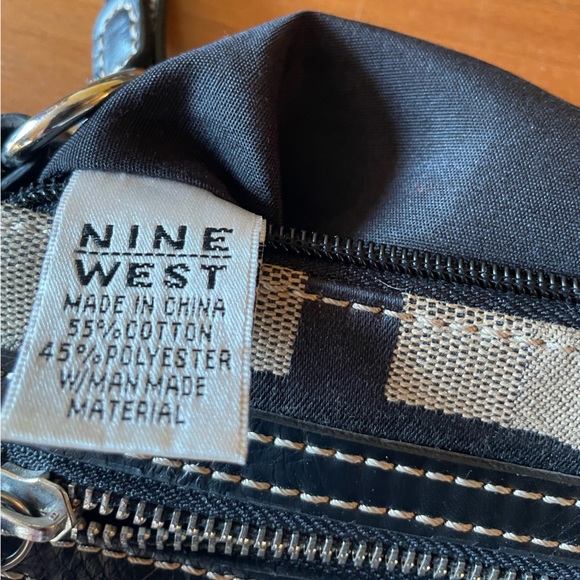 NINE
WEST
MADE IN CHINA
55%COTTON
45%POLYESTER
W/MAN MADE
MATERIAL